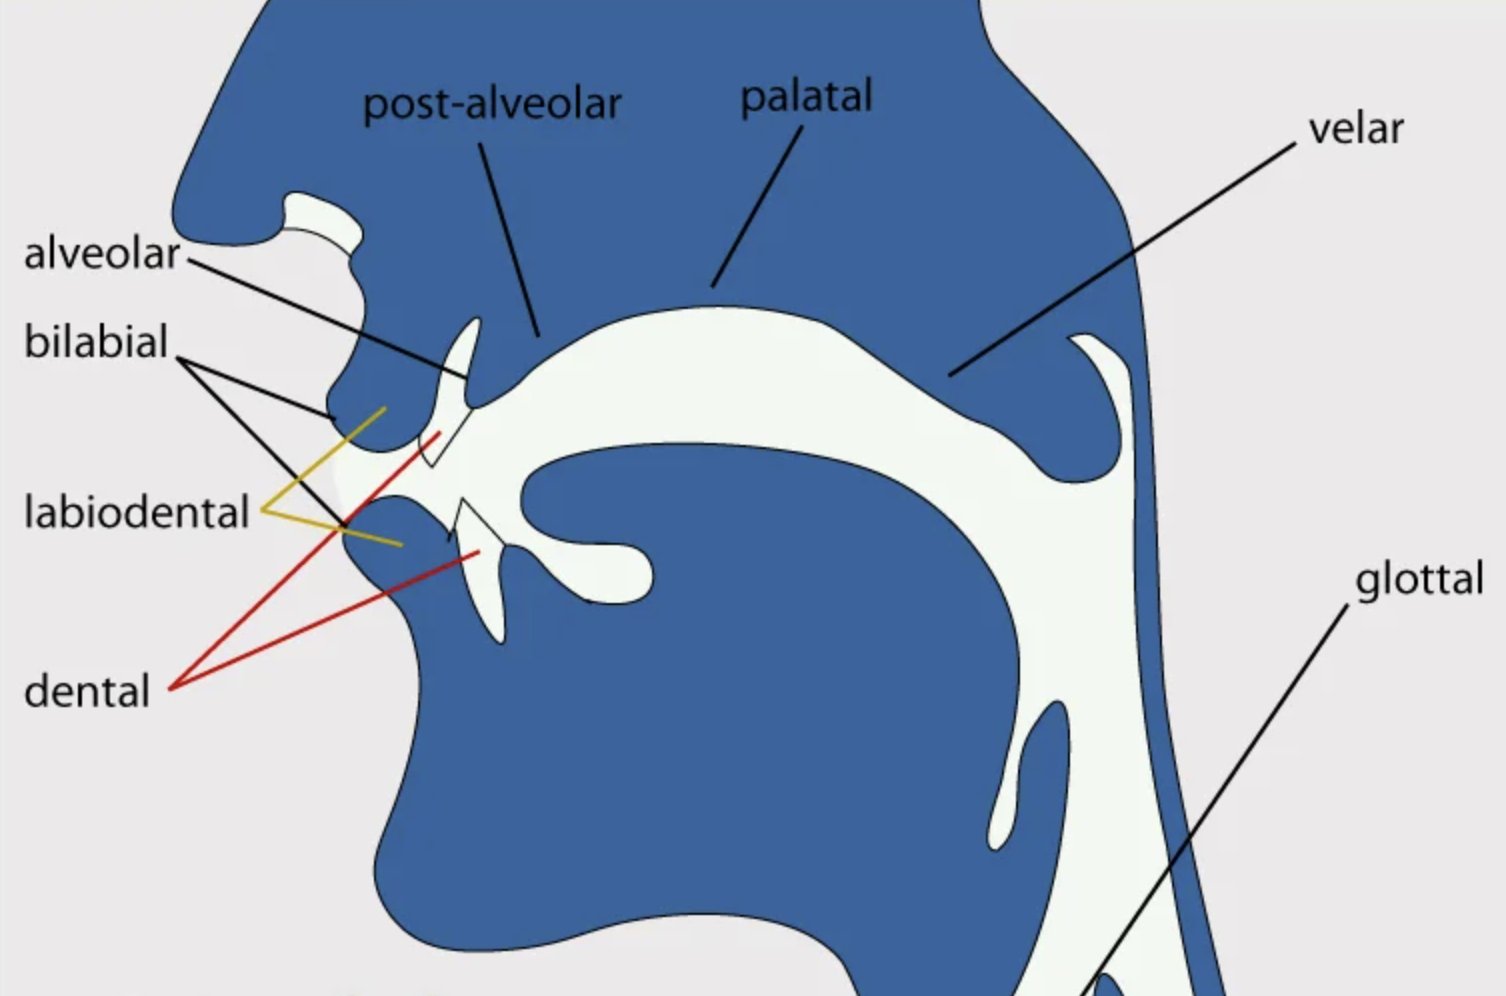 post-alveolar
palatal
velar
alveolar
bilabial
labiodental
glottal
dental